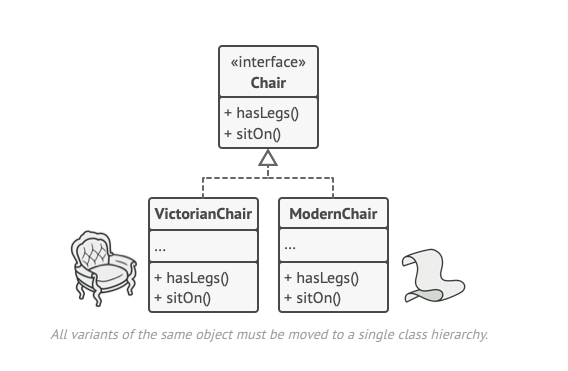 «interface»
Chair
+ hasLegs()
+ sitOn()
VictorianChair
...
+ hasLegs()
+ sitOn()
ModernChair
...
+ hasLegs()
+ sitOn()
All variants of the same object must be moved to a single class hierarchy.